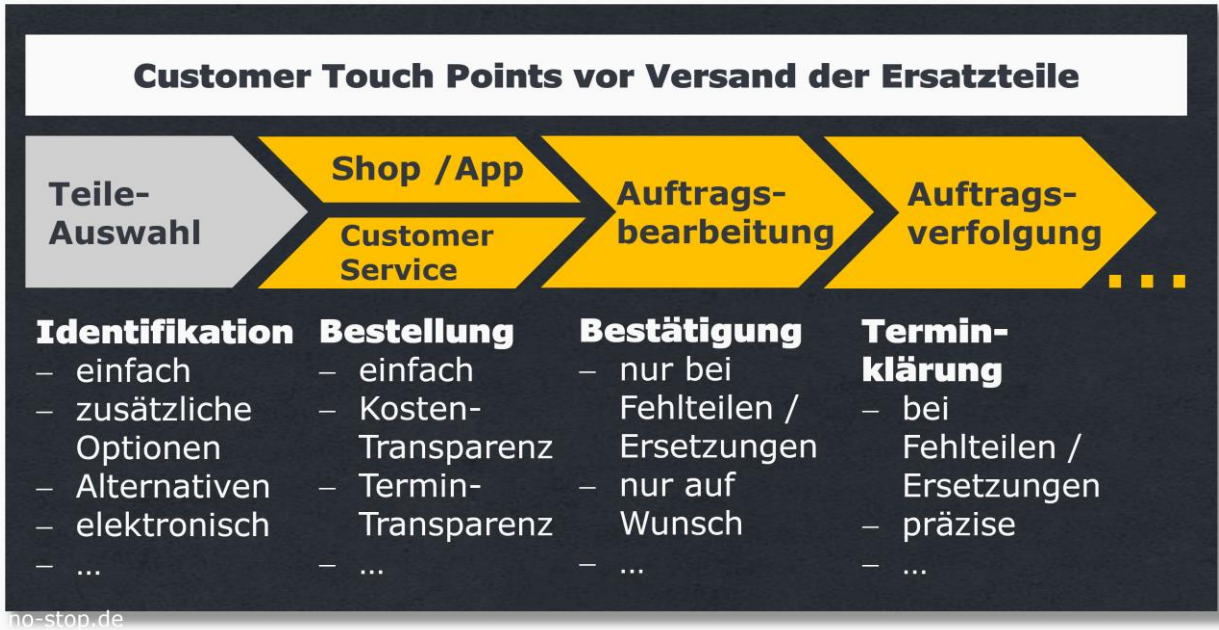 Customer Touch Points vor Versand der Ersatzteile
Teile-
Auswahl
Shop /App
Customer
Service
Auftrags-
bearbeitung
Auftrags-
verfolgung
...
Identifikation
– einfach
– zusätzliche
Optionen
– Alternativen
– elektronisch
– ...
Bestellung
– einfach
– Kosten-
Transparenz
– Termin-
Transparenz
– ...
Bestätigung
– nur bei
Fehlteilen /
Ersetzungen
– nur auf
Wunsch
– ...
Termin-
klärung
– bei
Fehlteilen /
Ersetzungen
– präzise
– ...
no-stop.de